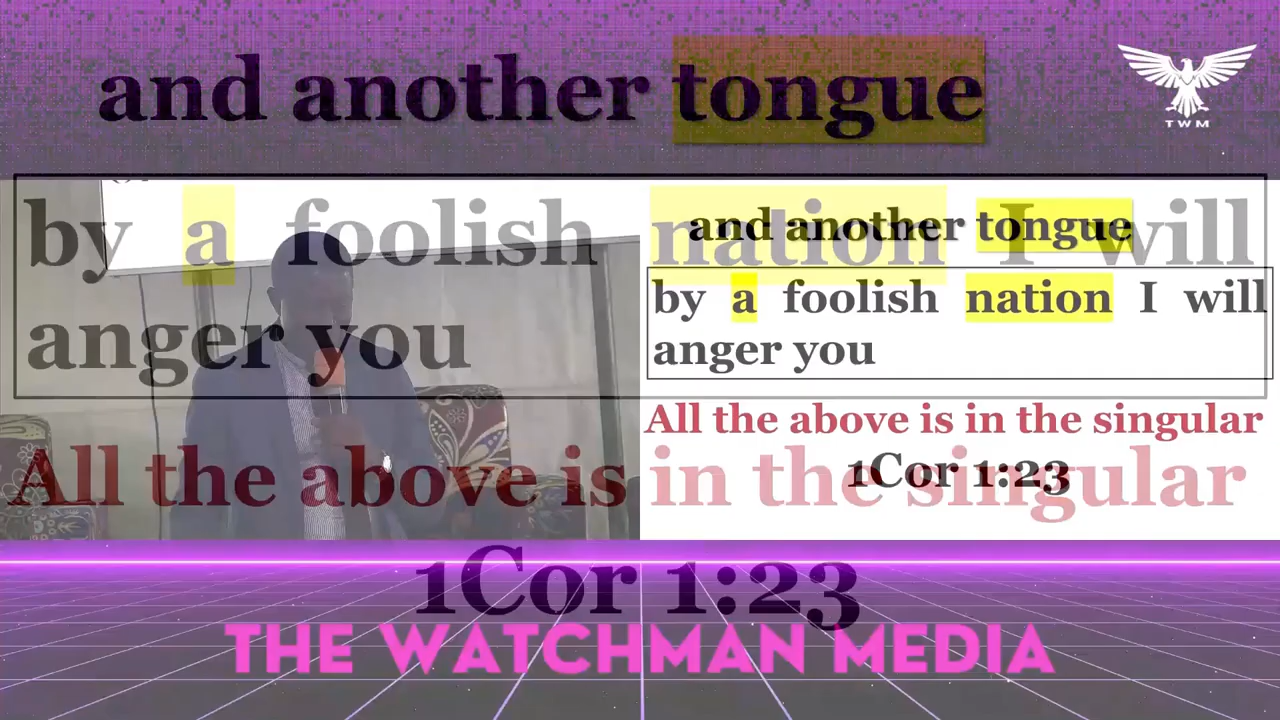 and another tongue
TWM
by a foolish nation I will
anger you
All the above is in the singular
1Cor 1:23
and another tongue
by a foolish nation I will
anger you
All the above is in the singular
1Cor 1:23
THE WATCHMAN MEDIA